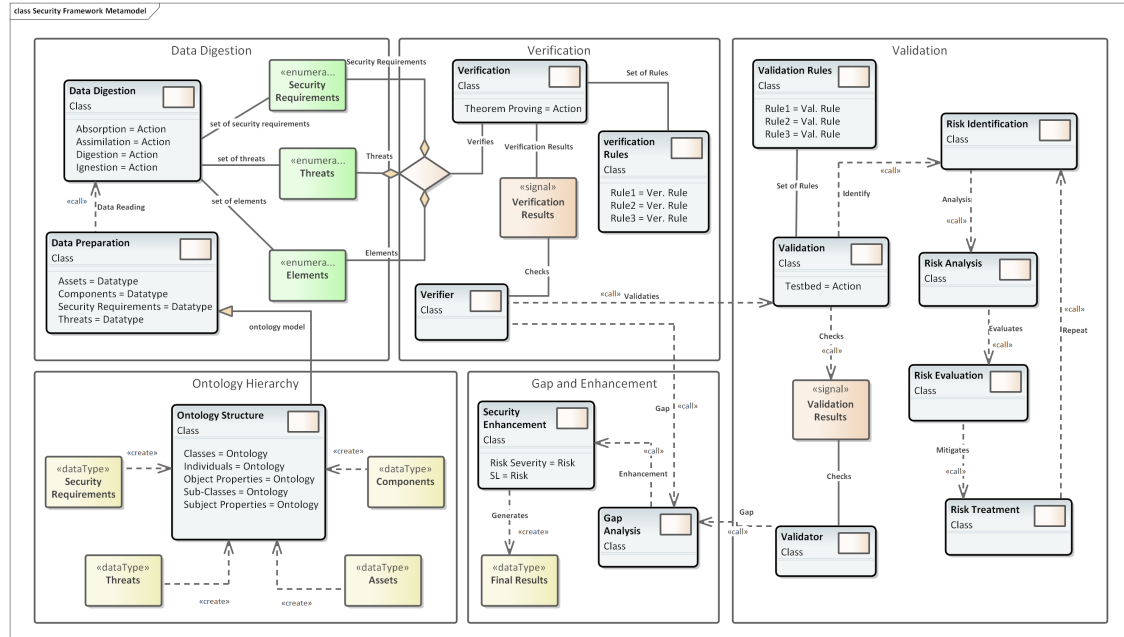 class Security Framework Metamodel
Data Digestion
Data Digestion
Class
Absorption = Action
Assimilation = Action
Digestion = Action
Ignestion = Action
«enumera...
Security
Requirements
Security Requirements
set of security requirements
«enumera...
Threats
set of threats
Threats
set of elements
«enumera...
Elements
Elements
«call»
Data Reading
Data Preparation
Class
Assets = Datatype
Components = Datatype
Security Requirements = Datatype
Threats = Datatype
ontology model
Verification
Verification
Class
Theorem Proving = Action
Set of Rules
Verifies
Verification Results
verification
Rules
Class
Rule1 = Ver. Rule
Rule2 = Ver. Rule
Rule3 = Ver. Rule
«signal»
Verification
Results
Checks
Verifier
Class
«call»
Validaties
Validation
Validation Rules
Class
Rule1 = Val. Rule
Rule2 = Val. Rule
Rule3 = Val. Rule
Set of Rules
Identify
«call»
Risk Identification
Class
Analysis
«call»
Validation
Class
Testbed = Action
Risk Analysis
Class
Checks
«call»
Evaluates
«call»
«call»
Repeat
«signal»
Validation
Results
Risk Evaluation
Class
Mitigates
«call»
Checks
Risk Treatment
Class
Validator
Class
Gap
«call»
Ontology Hierarchy
Ontology Structure
Class
Classes = Ontology
Individuals = Ontology
Object Properties = Ontology
Sub-Classes = Ontology
Subject Properties = Ontology
«create»
«dataType»
Security
Requirements
«create»
«dataType»
Components
«dataType»
Threats
«create»
«create»
«dataType»
Assets
Gap and Enhancement
Security
Enhancement
Class
Risk Severity = Risk
SL = Risk
Gap
«call»
«call»
Enhancement
Generates
«create»
Gap
Analysis
Class
«dataType»
Final Results